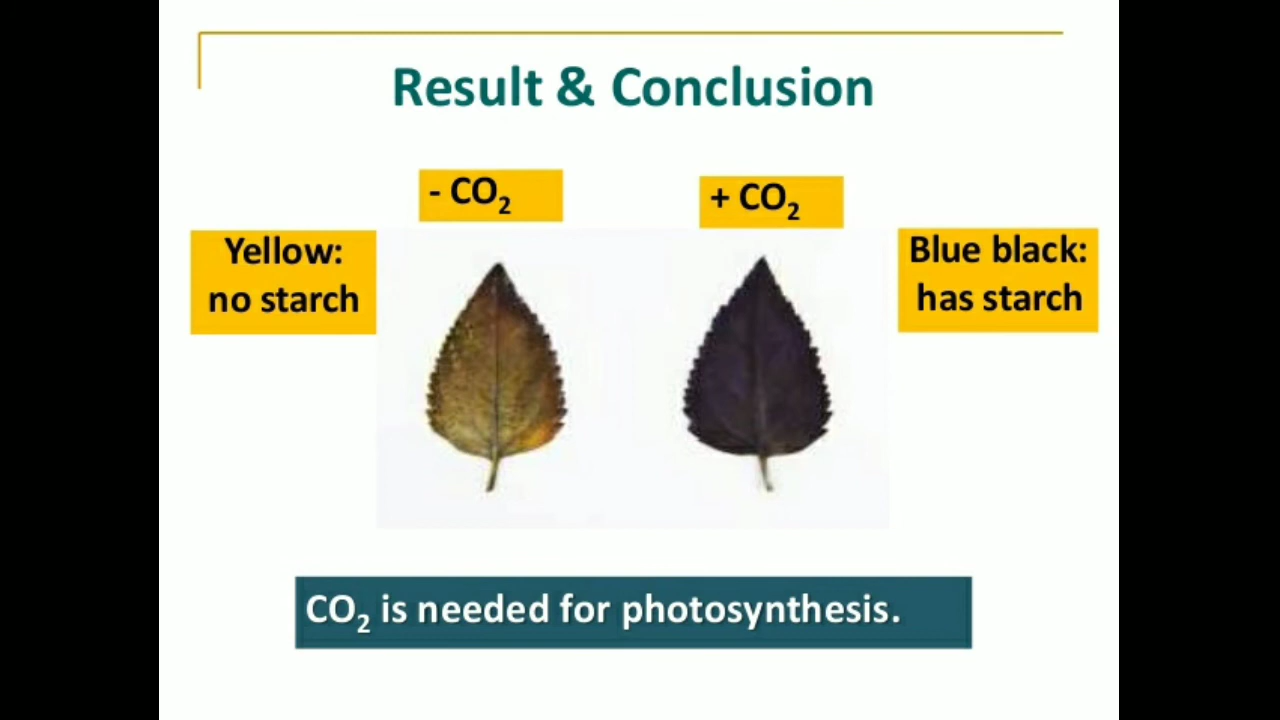 Result & Conclusion
- CO₂
+ CO₂
Yellow:
no starch
Blue black:
has starch
CO₂ is needed for photosynthesis.